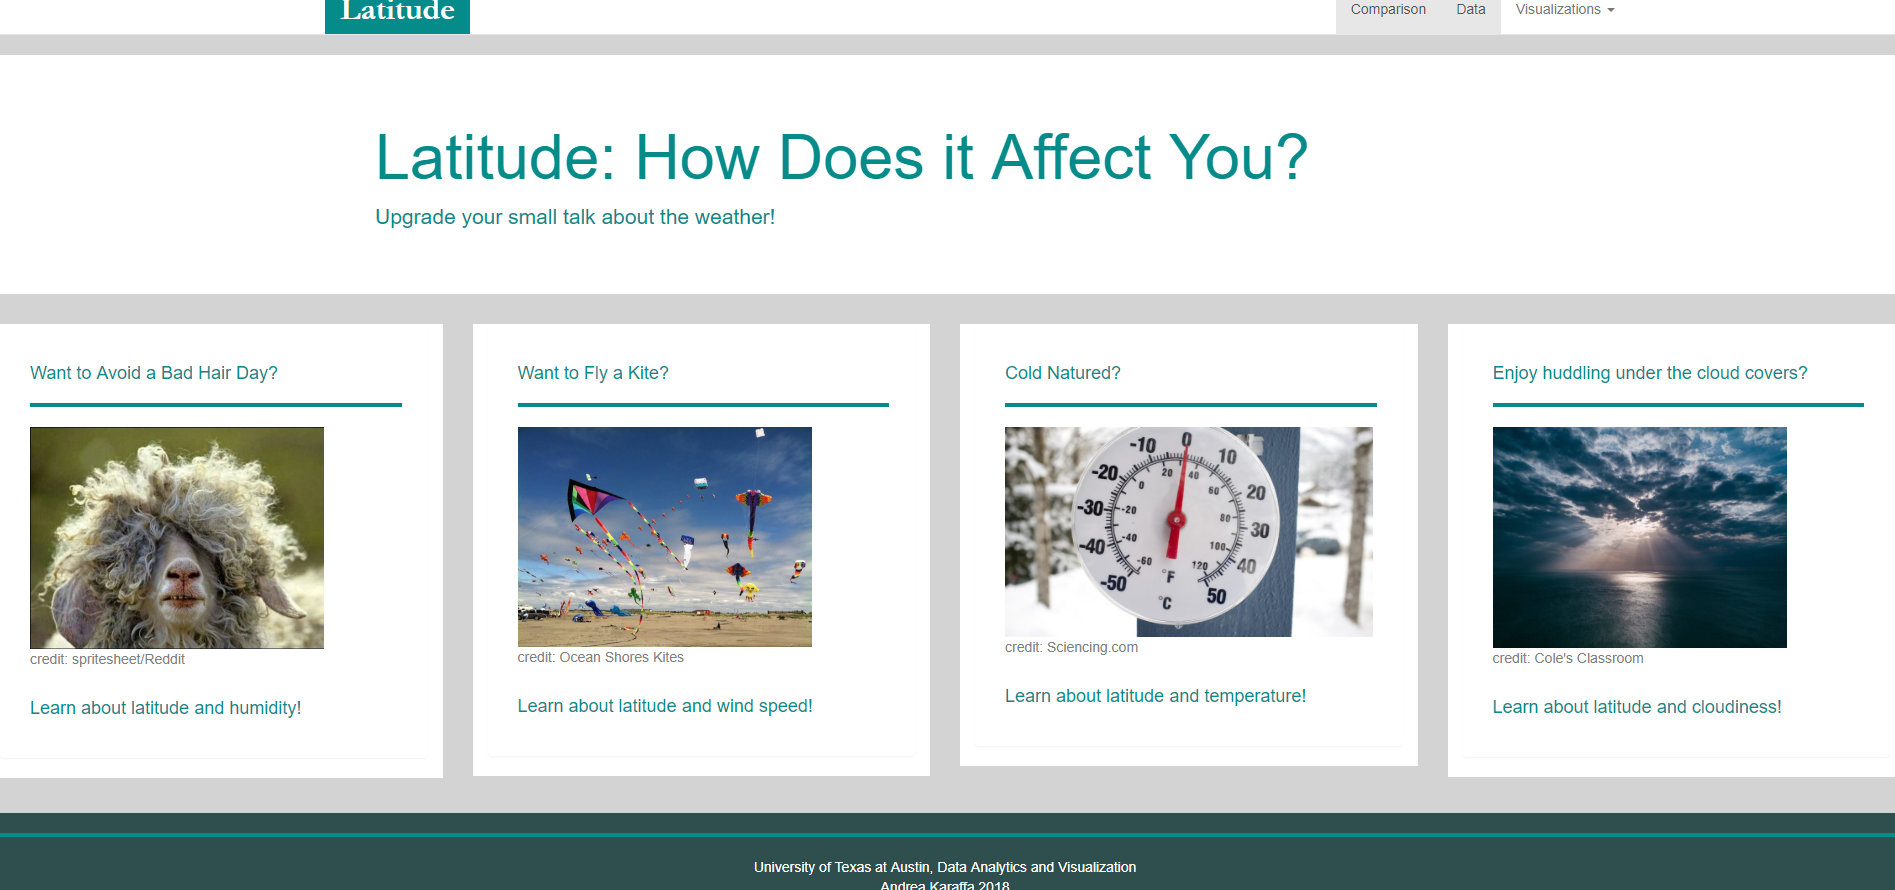 Latitude
Comparison Data Visualizations
Latitude: How Does it Affect You?
Upgrade your small talk about the weather!
Want to Avoid a Bad Hair Day?
credit: spritesheet/Reddit
Learn about latitude and humidity!
Want to Fly a Kite?
credit: Ocean Shores Kites
Learn about latitude and wind speed!
Cold Natured?
-10 0 10
-20 20 40 20
0 60
-30 -20 80 30
-40 -40 100 40
-50 -60 °F 120 50
°C
credit: Sciencing.com
Learn about latitude and temperature!
Enjoy huddling under the cloud covers?
credit: Cole's Classroom
Learn about latitude and cloudiness!
University of Texas at Austin, Data Analytics and Visualization
Andrea Karaffa 2018